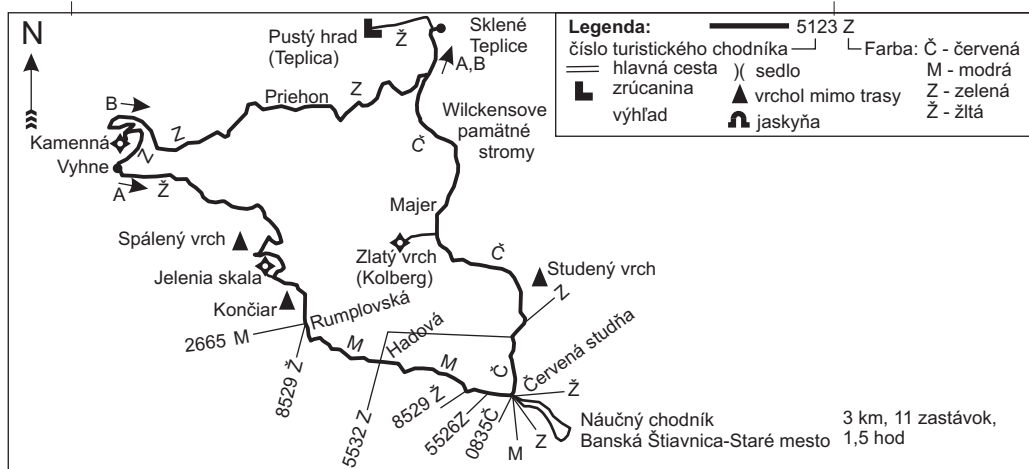 N
Pustý hrad
(Teplica)
Ž
Sklené
Teplice
A,B
Legenda:
5123 Z
číslo turistického chodníka
Farba: Č - červená
hlavná cesta
)( sedlo
M - modrá
zrúcanina
vrchol mimo trasy
Z - zelená
výhľad
jaskyňa
Ž - žltá
B
Priehon
Z
Z
Z
Wilckensove
pamätné
stromy
Č
Kamenná
Vyhne
A
Ž
Majer
Spálený vrch
Jelenia skala
Zlatý vrch
(Kolberg)
Č
Studený vrch
Z
Končiar
Rumplovská
2665 M
8529 Ž
M
Hadová
M
5532 Z
8529 Ž
5526Z
0835Č
Č
Červená studňa
Ž
M
Z
Náučný chodník
Banská Štiavnica-Staré mesto
3 km, 11 zastávok,
1,5 hod